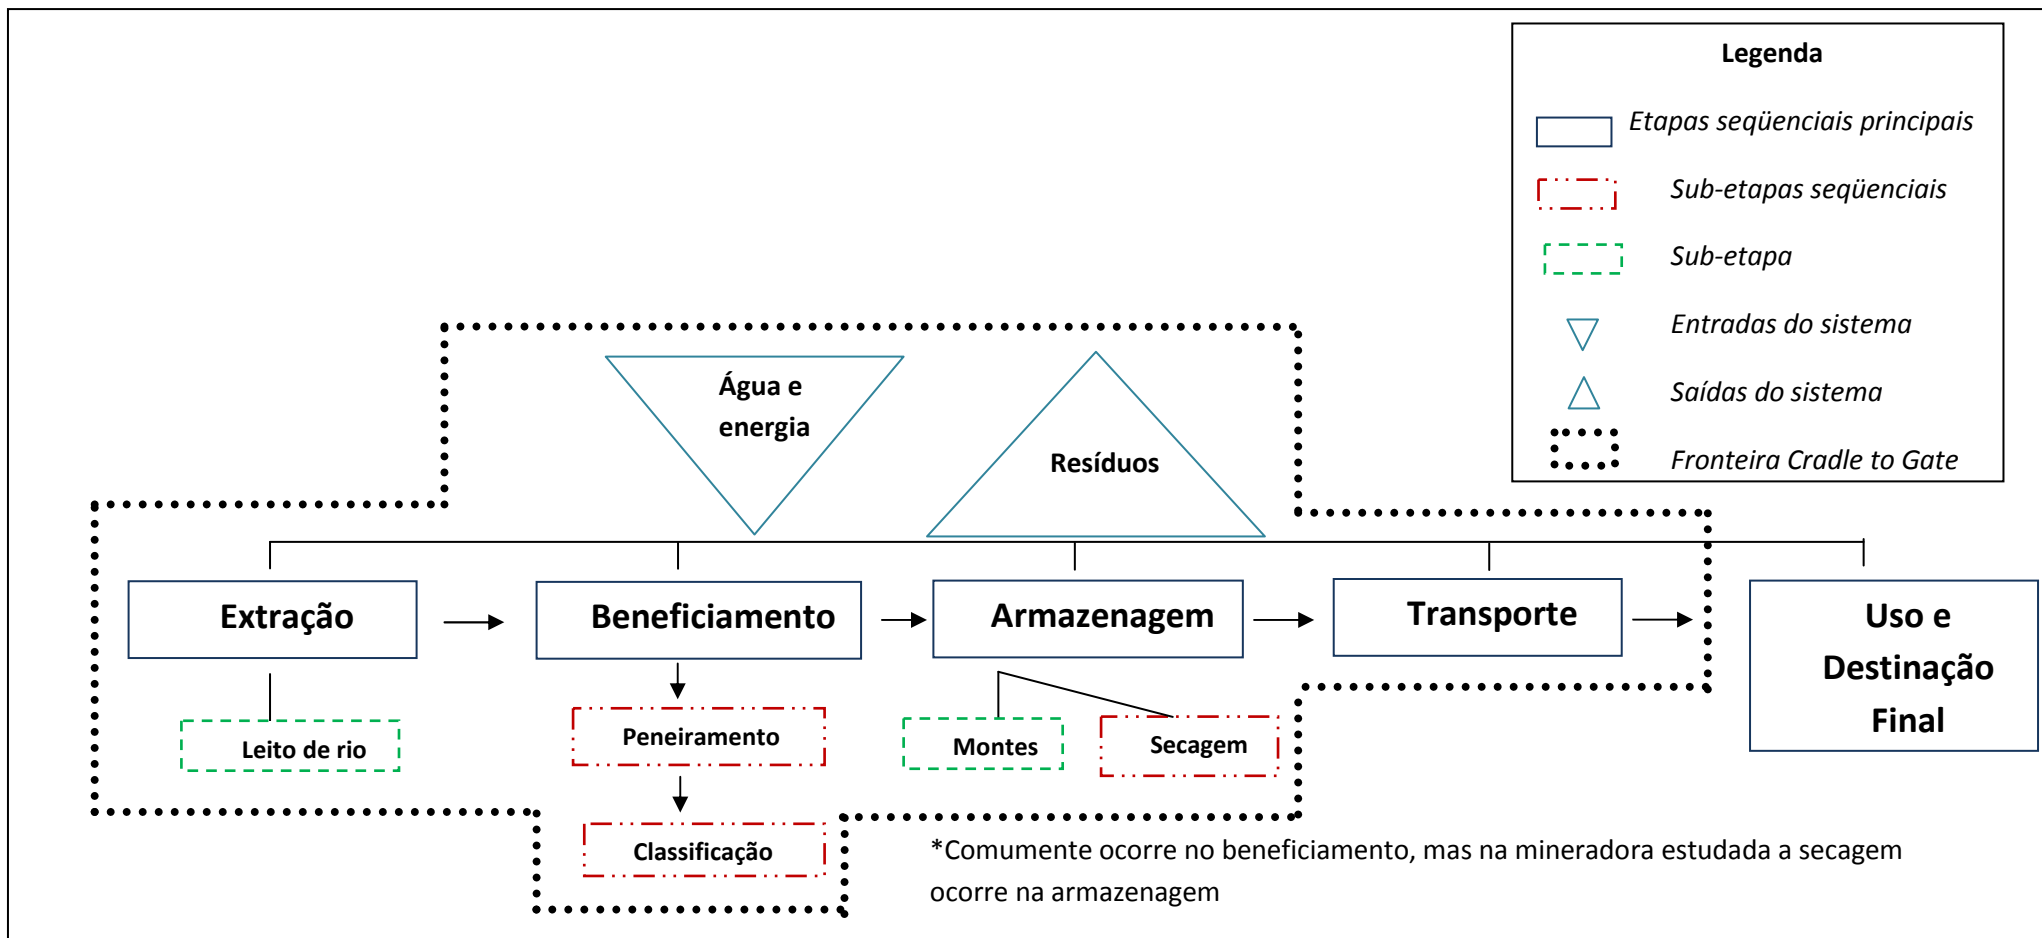 Legenda
Etapas seqüenciais principais
Sub-etapas seqüenciais
Sub-etapa
Entradas do sistema
Saídas do sistema
Fronteira Cradle to Gate
Água e
energia
Resíduos
Extração
Beneficiamento
Armazenagem
Transporte
Uso e
Destinação
Final
Leito de rio
Peneiramento
Montes
Secagem
Classificação
*Comumente ocorre no beneficiamento, mas na mineradora estudada a secagem
ocorre na armazenagem